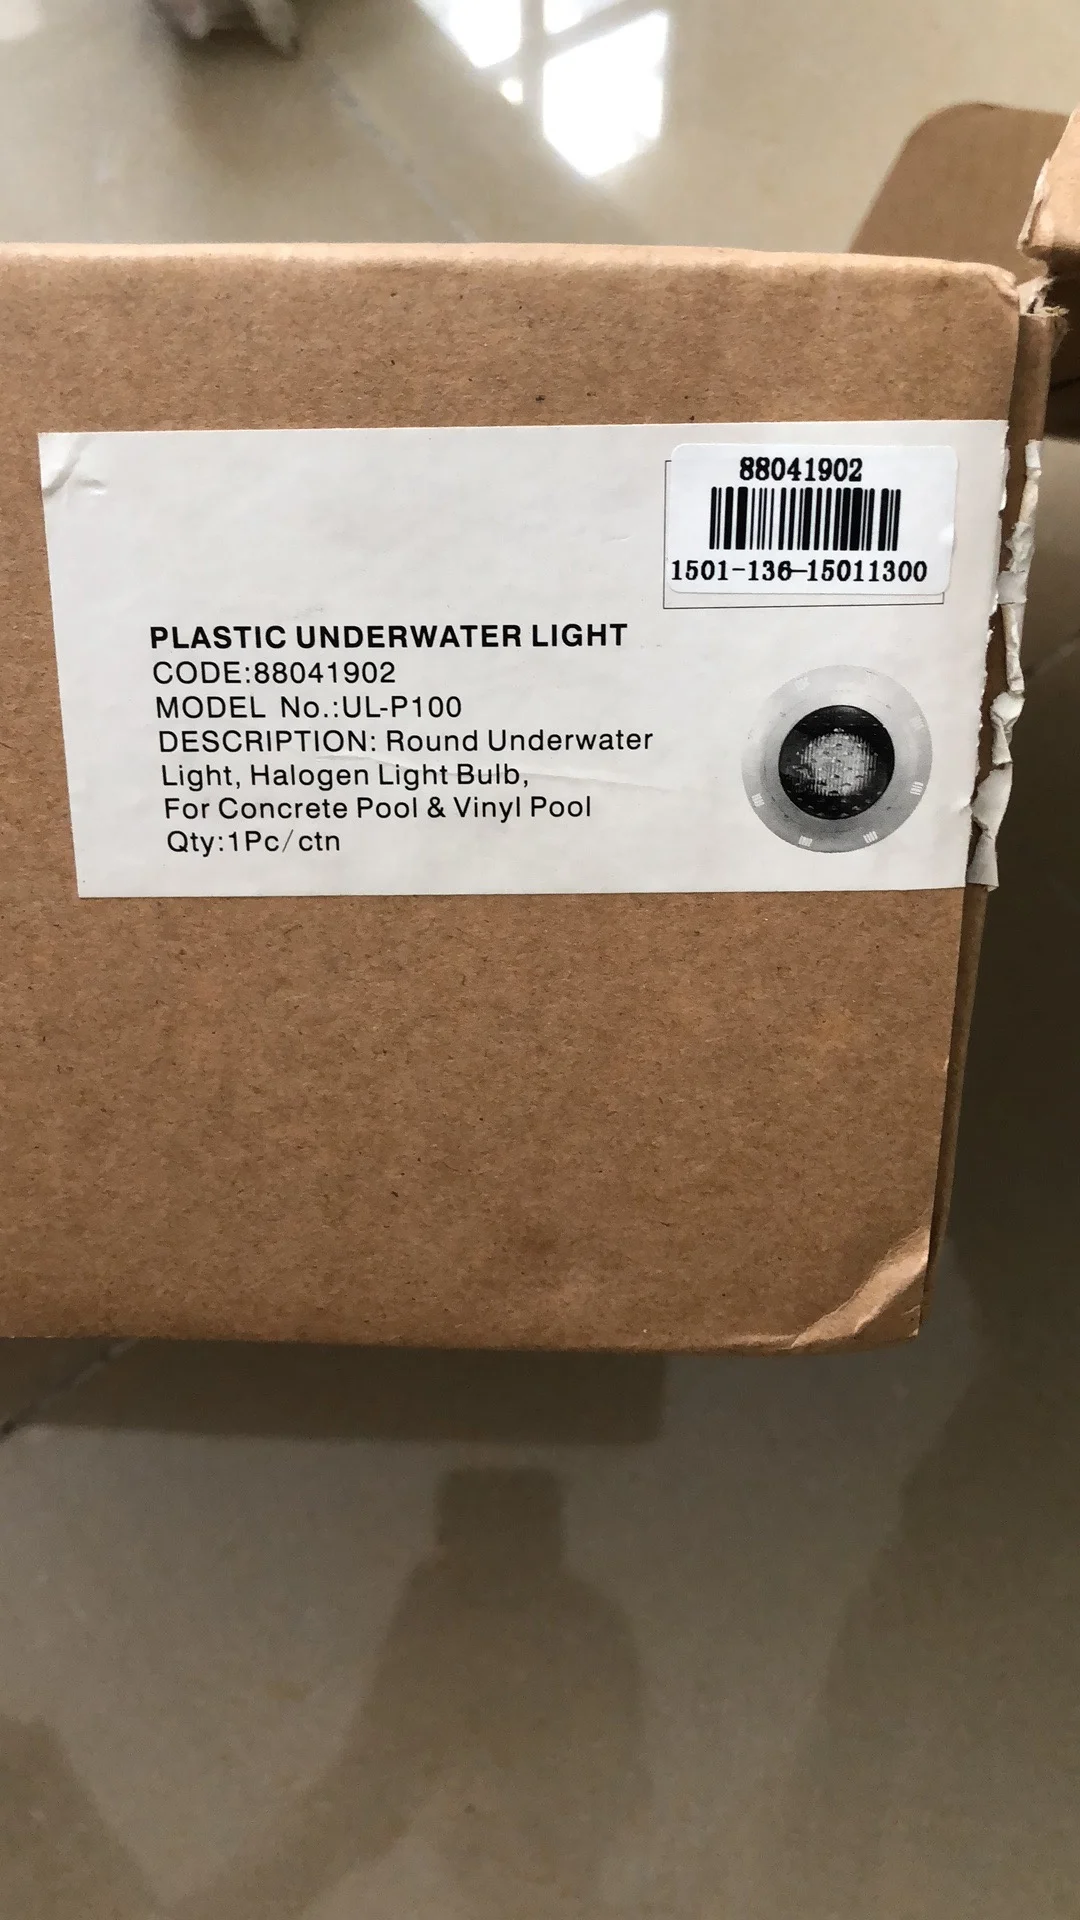 88041902
1501-136-15011300
PLASTIC UNDERWATER LIGHT
CODE:88041902
MODEL No.:UL-P100
DESCRIPTION: Round Underwater
Light, Halogen Light Bulb,
For Concrete Pool & Vinyl Pool
Qty:1Pc/ctn